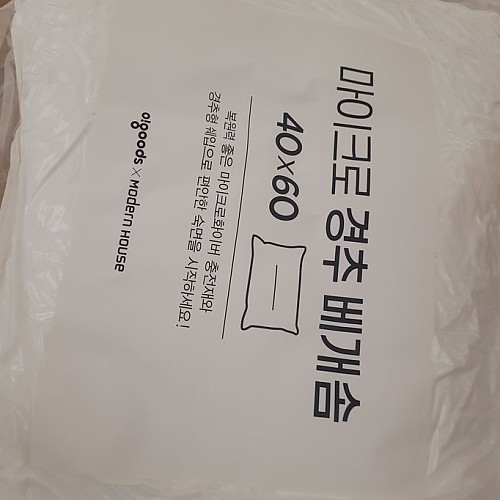 마이크로 경추 베개솜
40×60
복원력 좋은 마이크로화이버 충전재와
경추형 쉐입으로 편안한 숙면을 시작하세요!
oigoods × MODERN HOUSE